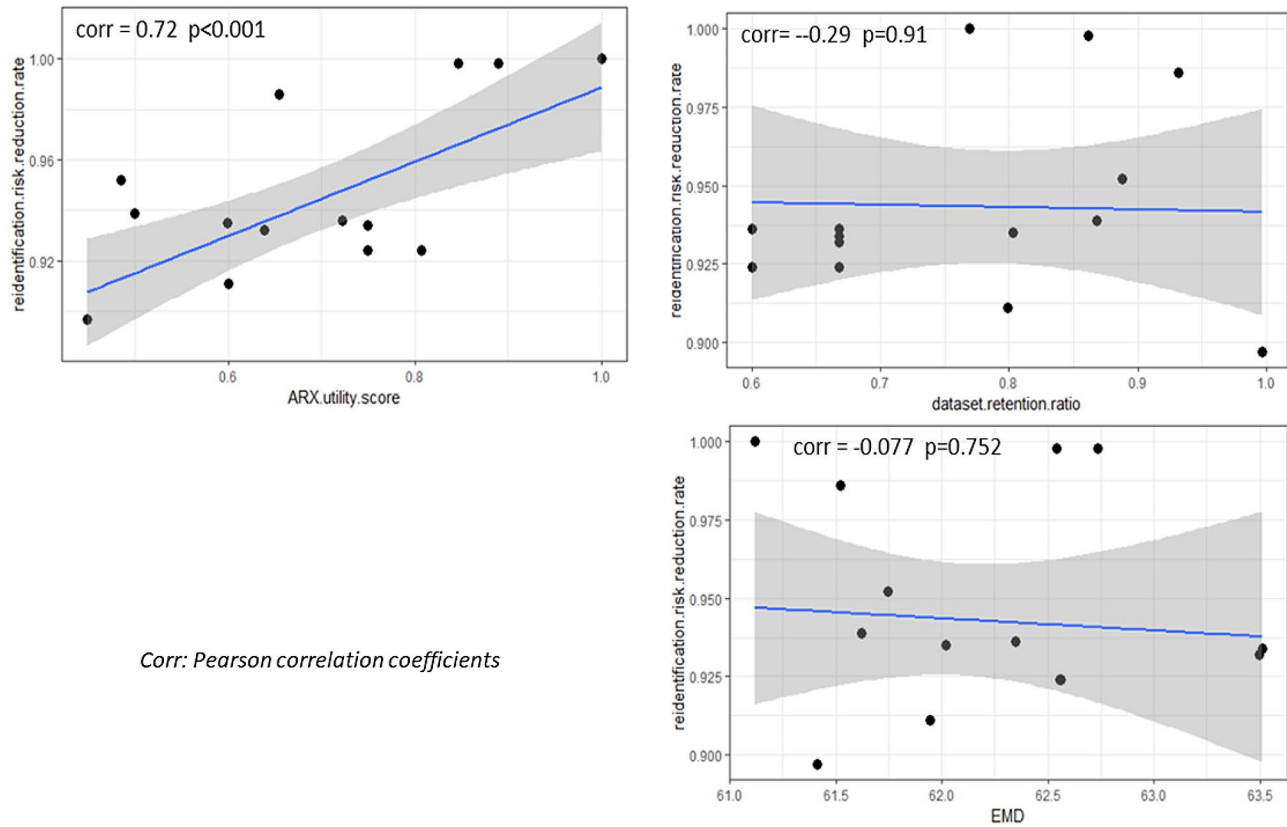 corr = 0.72  p<0.001
reidentification.risk.reduction.rate
1.00
0.96
0.92
0.6
0.8
1.0
ARX.utility.score
corr= --0.29  p=0.91
reidentification.risk.reduction.rate
1.000
0.975
0.950
0.925
0.900
0.6
0.7
0.8
0.9
1.0
dataset.retention.ratio
corr = -0.077  p=0.752
reidentification.risk.reduction.rate
1.000
0.975
0.950
0.925
0.900
61.0
61.5
62.0
62.5
63.0
63.5
EMD
Corr: Pearson correlation coefficients